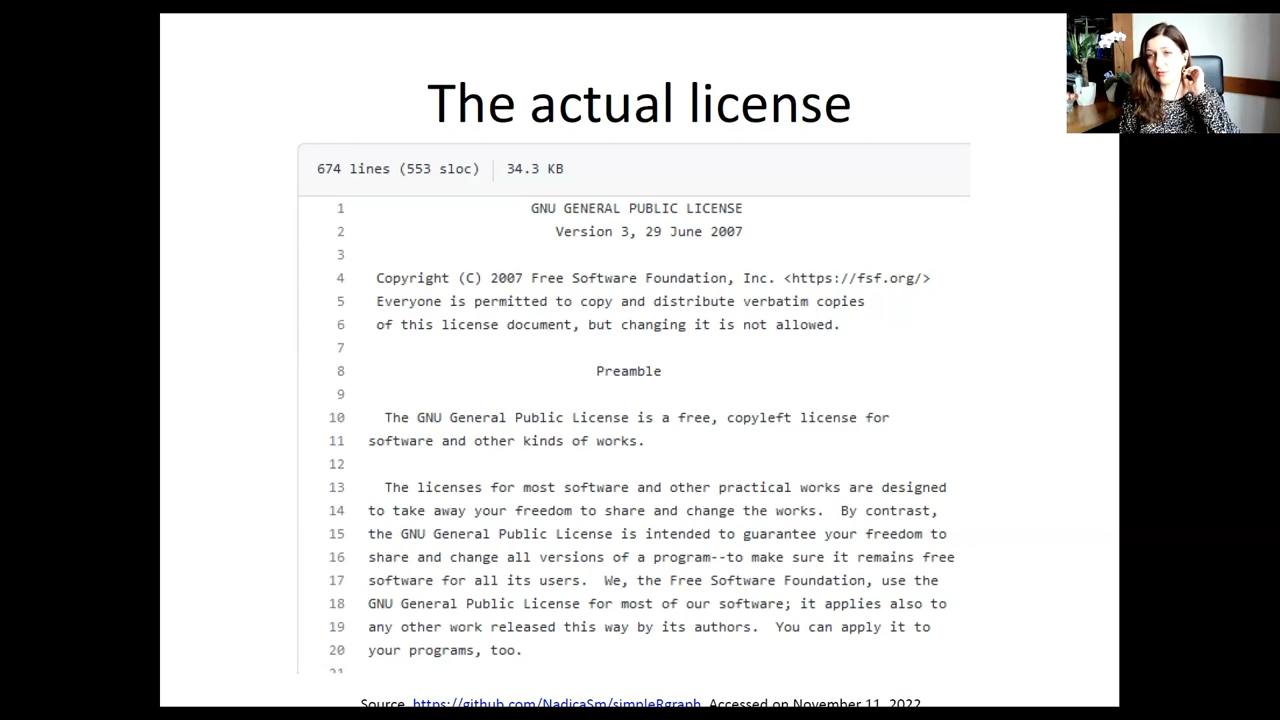 The actual license
674 lines (553 sloc) 34.3 KB
1 GNU GENERAL PUBLIC LICENSE
2 Version 3, 29 June 2007
3
4 Copyright (C) 2007 Free Software Foundation, Inc. <https://fsf.org/>
5 Everyone is permitted to copy and distribute verbatim copies
6 of this license document, but changing it is not allowed.
7
8 Preamble
9
10 The GNU General Public License is a free, copyleft license for
11 software and other kinds of works.
12
13 The licenses for most software and other practical works are designed
14 to take away your freedom to share and change the works. By contrast,
15 the GNU General Public License is intended to guarantee your freedom to
16 share and change all versions of a program--to make sure it remains free
17 software for all its users. We, the Free Software Foundation, use the
18 GNU General Public License for most of our software; it applies also to
19 any other work released this way by its authors. You can apply it to
20 your programs, too.
21
Source. https://github.com/NadicaSm/simpleRgraph Accessed on November 11, 2022